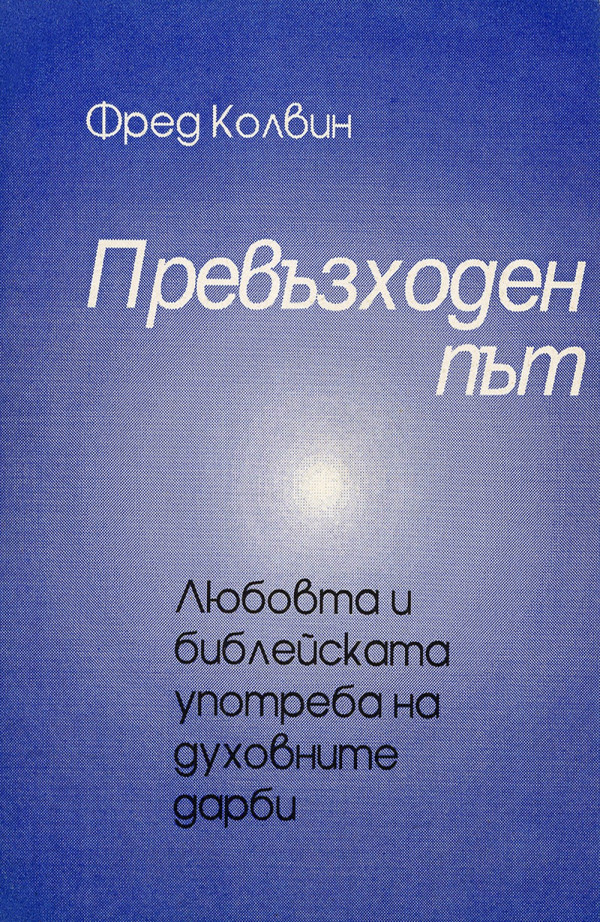 Фред Колвин
Превъзходен
път
Любовта и
библейската
употреба на
духовните
дарби